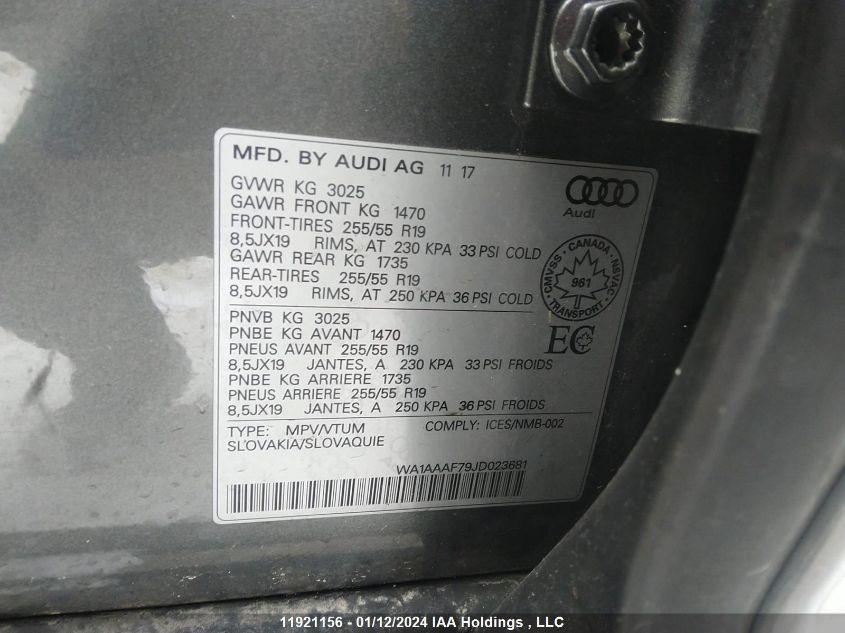 MFD. BY AUDI AG 11 17
Audi
GVWR KG 3025
GAWR FRONT KG 1470
FRONT-TIRES 255/55 R19
8,5JX19 RIMS, AT 230 KPA 33 PSI COLD
GAWR REAR KG 1735
REAR-TIRES 255/55 R19
8,5JX19 RIMS, AT 250 KPA 36 PSI COLD
CMVSS - CANADA - NSVAC
961
TRANSPORT
PNVB KG 3025
PNBE KG AVANT 1470
PNEUS AVANT 255/55 R19
8,5JX19 JANTES, A 230 KPA 33 PSI FROIDS
PNBE KG ARRIERE 1735
PNEUS ARRIERE 255/55 R19
8,5JX19 JANTES, A 250 KPA 36 PSI FROIDS
EC
TYPE: MPV/VTUM COMPLY: ICES/NMB-002
SLOVAKIA/SLOVAQUIE
WA1AAAF79JD023681
11921156 - 01/12/2024 IAA Holdings , LLC